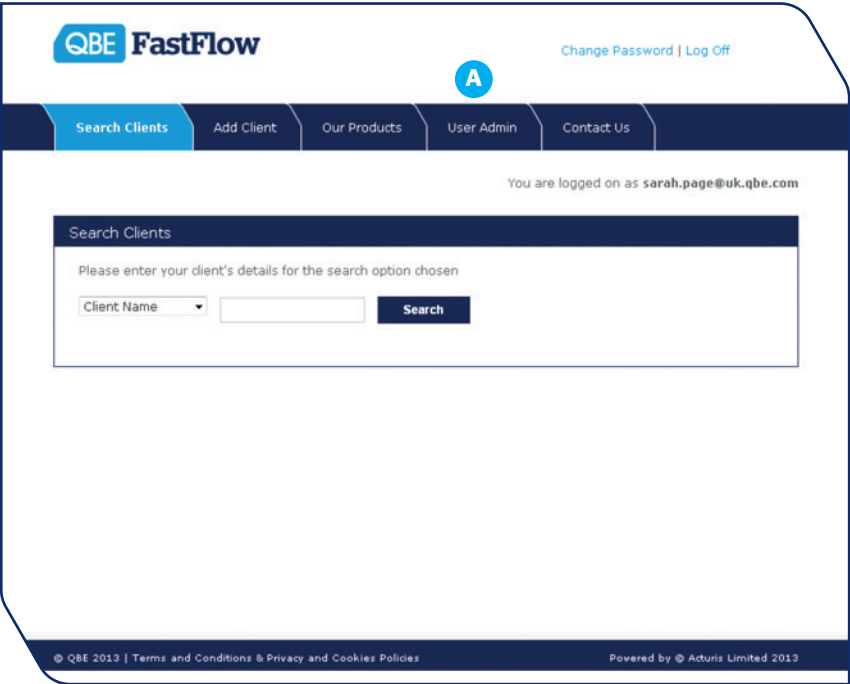 QBE FastFlow
Change Password | Log Off
A
Search Clients Add Client Our Products User Admin Contact Us
You are logged on as sarah.page@uk.qbe.com
Search Clients
Please enter your client's details for the search option chosen
Client Name Search
© QBE 2013 | Terms and Conditions & Privacy and Cookies Policies Powered by © Acturis Limited 2013